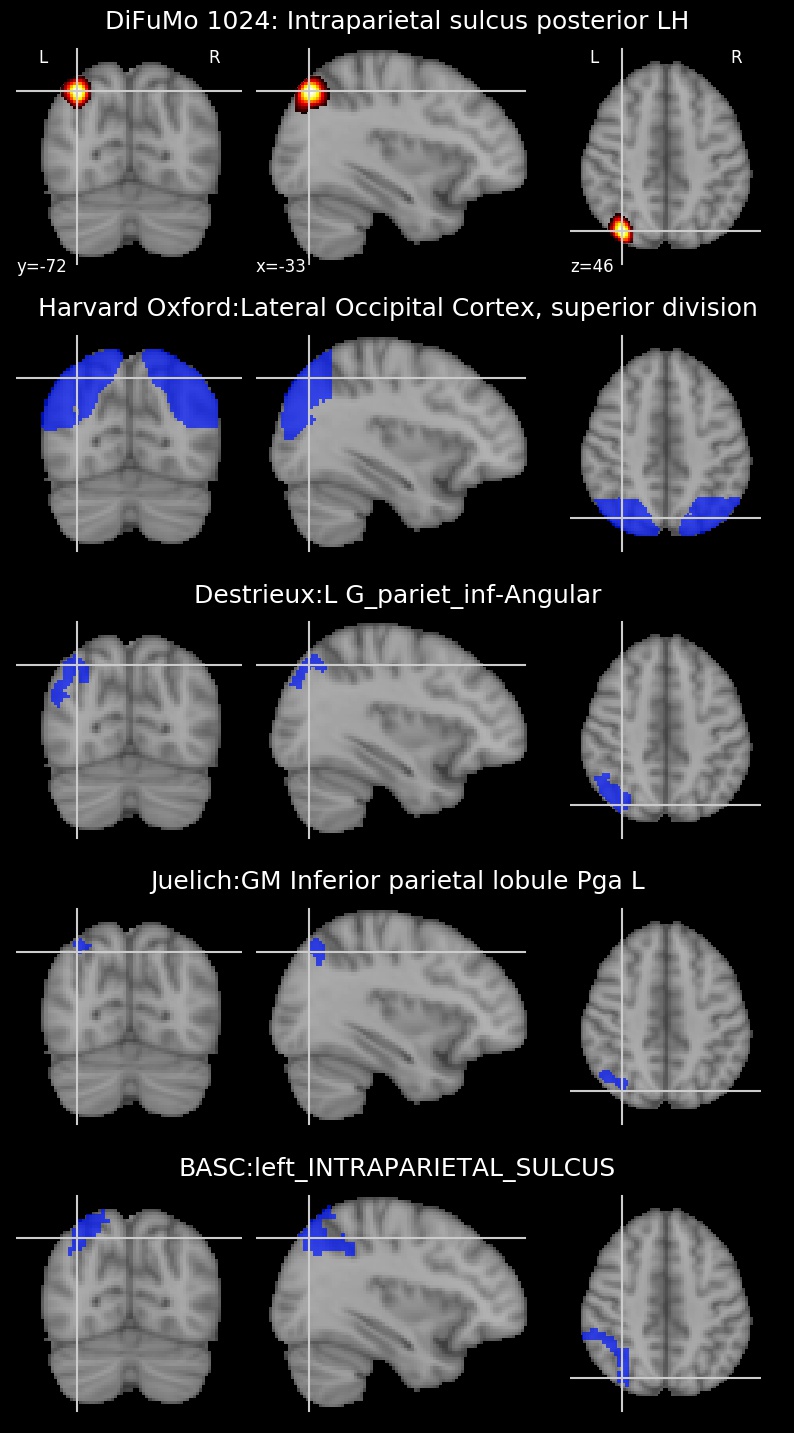 DiFuMo 1024: Intraparietal sulcus posterior LH
L R L R
y=-72 x=-33 z=46
Harvard Oxford:Lateral Occipital Cortex, superior division
Destrieux:L G_pariet_inf-Angular
Juelich:GM Inferior parietal lobule Pga L
BASC:left_INTRAPARIETAL_SULCUS